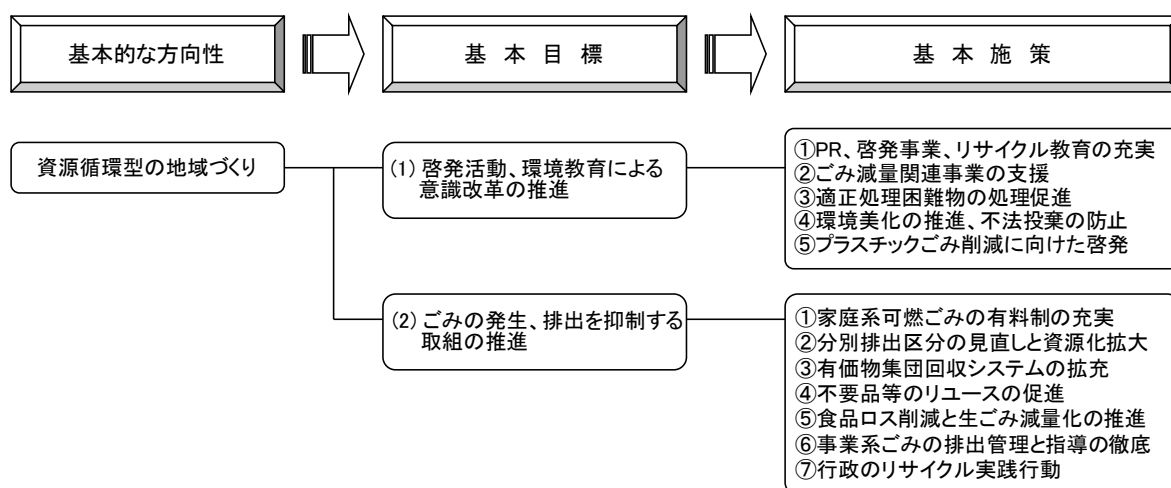 基本的な方向性
基本目標
基本施策
資源循環型の地域づくり
(1) 啓発活動、環境教育による
意識改革の推進
①PR、啓発事業、リサイクル教育の充実
②ごみ減量関連事業の支援
③適正処理困難物の処理促進
④環境美化の推進、不法投棄の防止
⑤プラスチックごみ削減に向けた啓発
(2) ごみの発生、排出を抑制する
取組の推進
①家庭系可燃ごみの有料制の充実
②分別排出区分の見直しと資源化拡大
③有価物集団回収システムの拡充
④不要品等のリユースの促進
⑤食品ロス削減と生ごみ減量化の推進
⑥事業系ごみの排出管理と指導の徹底
⑦行政のリサイクル実践行動